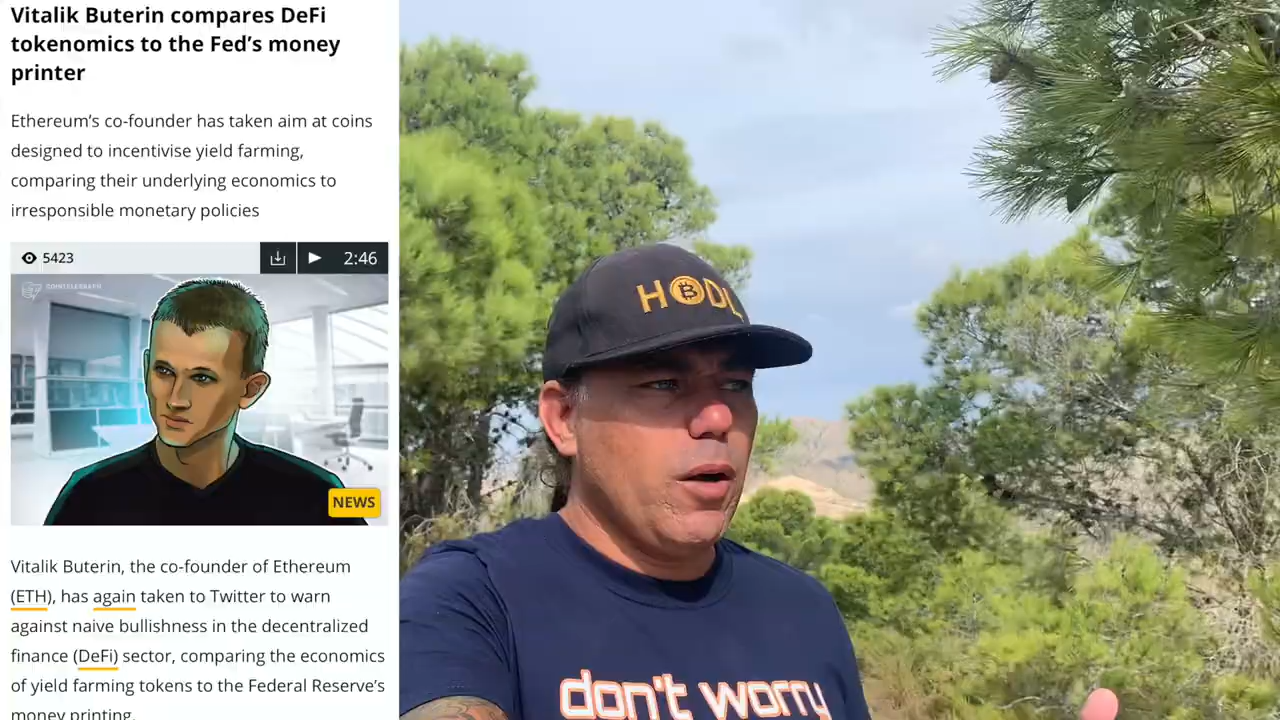 Vitalik Buterin compares DeFi
tokenomics to the Fed's money
printer
Ethereum's co-founder has taken aim at coins
designed to incentivise yield farming,
comparing their underlying economics to
irresponsible monetary policies
5423
2:46
COINTELEGRAPH
NEWS
Vitalik Buterin, the co-founder of Ethereum
(ETH), has again taken to Twitter to warn
against naive bullishness in the decentralized
finance (DeFi) sector, comparing the economics
of yield farming tokens to the Federal Reserve's
money printing.
HODL
don't worry